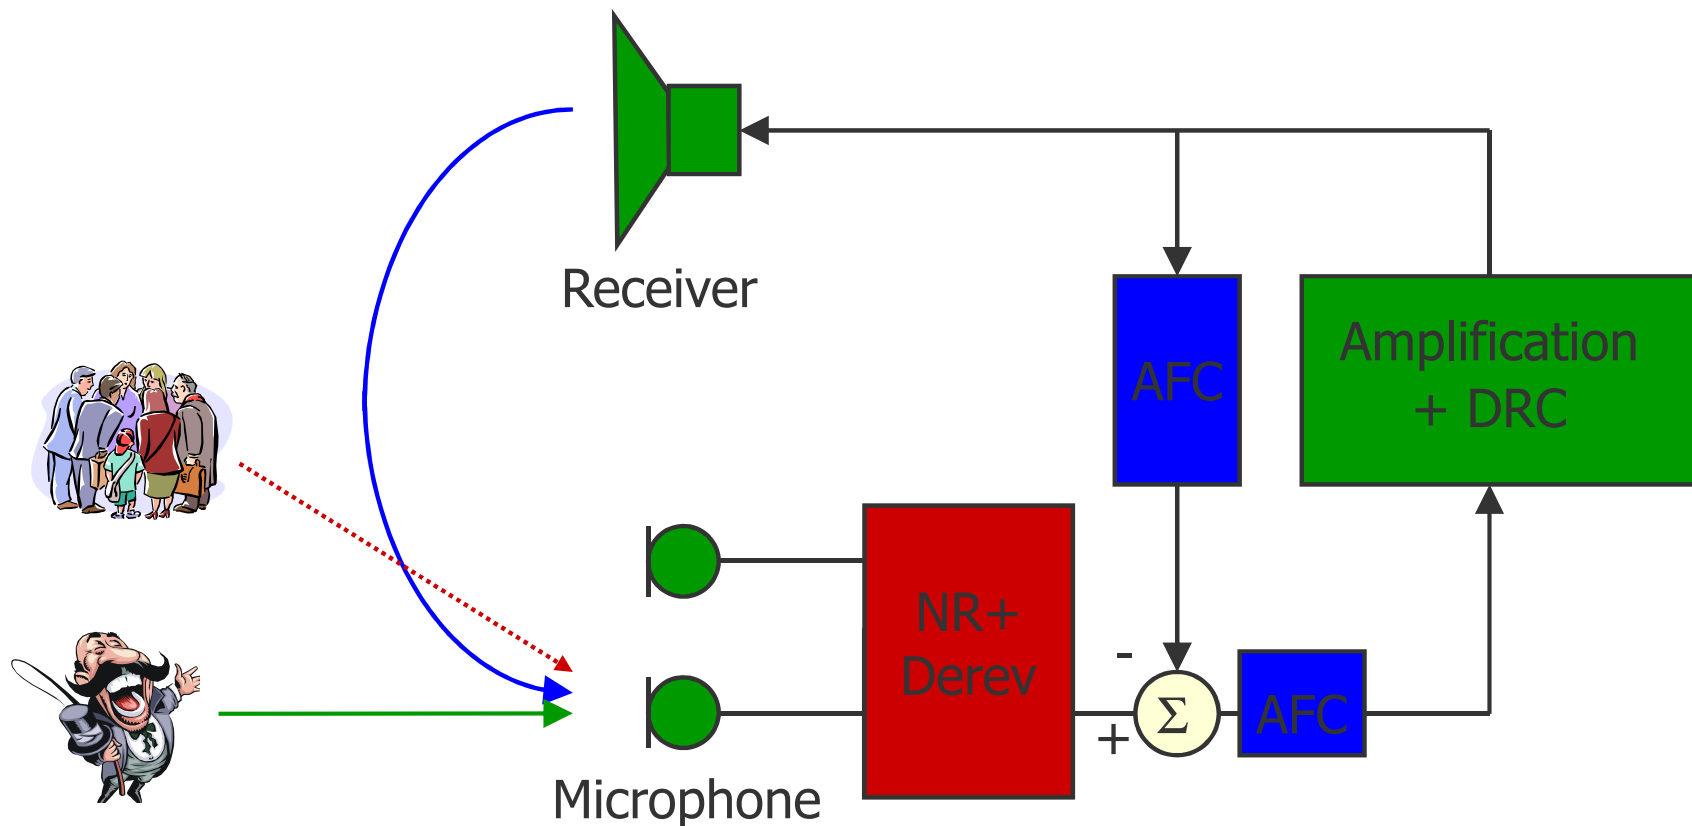 Receiver
AFC
Amplification
+ DRC
NR+
Derev
-
+
Σ
AFC
Microphone